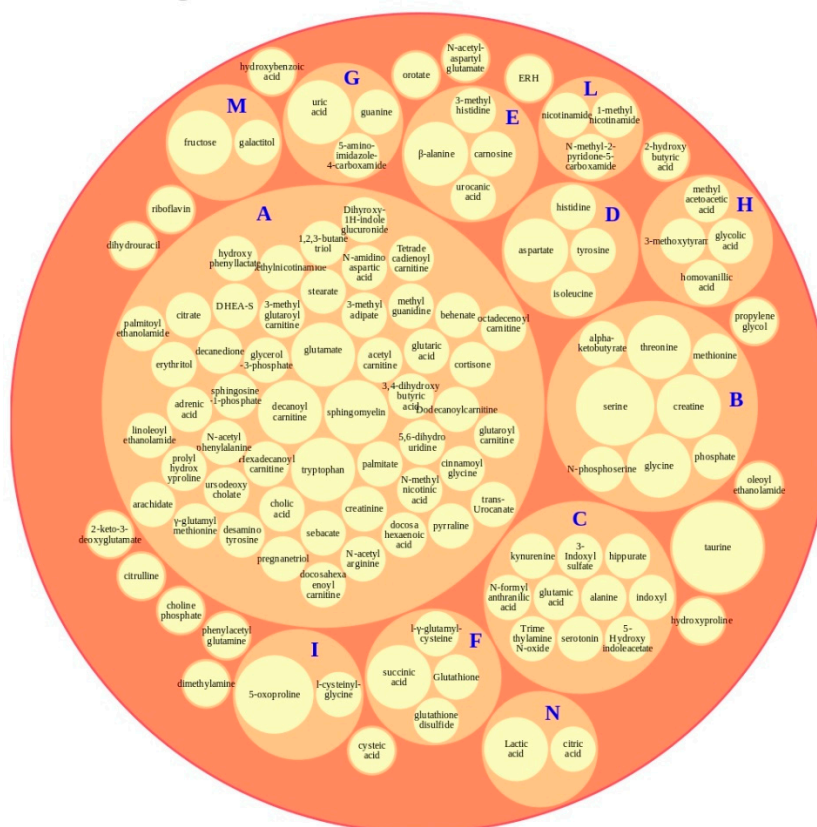 N-acetyl-
aspartyl
glutamate
hydroxybenzoic
acid
orotate
ERH
G
uric
acid
guanine
5-amino-
imidazole-
4-carboxamide
M
fructose
galactitol
E
3-methyl
histidine
β-alanine
carnosine
urocanic
acid
L
nicotinamide
1-methyl
nicotinamide
N-methyl-2-
pyridone-5-
carboxamide
2-hydroxy
butyric acid
riboflavin
dihydrouracil
D
histidine
aspartate
tyrosine
isoleucine
H
methyl
acetoacetic
acid
3-methoxytyram
glycolic
acid
homovanillic
acid
propylene
glycol
A
Dihyroxy-
1H-indole
glucuronide
1,2,3-butane
triol
hydroxy
phenyllactate
N-amidino
aspartic
acid
Tetrade
cadienoyl
carnitine
stearate
DHEA-S
citrate
palmitoyl
ethanolamide
3-methyl
glutaroyl
carnitine
3-methyl
adipate
methyl
guanidine
behenate
octadecenoyl
carnitine
erythritol
decanedione
glycerol
-3-phosphate
glutamate
acetyl
carnitine
glutaric
acid
cortisone
adrenic
acid
sphingosine
-1-phosphate
decanoyl
carnitine
sphingomyelin
3,4-dihydroxy
butyric acid
Dodecanoylcarnitine
linoleoyl
ethanolamide
N-acetyl
phenylalanine
5,6-dihydro
uridine
glutaroyl
carnitine
prolyl
hydrox
yproline
Hexadecanoyl
carnitine
tryptophan
palmitate
cinnamoyl
glycine
ursodeoxy
cholate
N-methyl
nicotinic
acid
arachidate
γ-glutamyl
methionine
desamino
tyrosine
cholic
acid
creatinine
sebacate
docosa
hexaenoic
acid
pyrraline
trans-
Urocanate
pregnanetriol
N-acetyl
arginine
docosahexa
enoyl
carnitine
B
alpha-
ketobutyrate
threonine
methionine
serine
creatine
N-phosphoserine
glycine
phosphate
oleoyl
ethanolamide
taurine
hydroxyproline
C
kynurenine
3-
Indoxyl
sulfate
hippurate
N-formyl
anthranilic
acid
glutamic
acid
alanine
indoxyl
Trime
thylamine
N-oxide
serotonin
5-
Hydroxy
indoleacetate
2-keto-3-
deoxyglutamate
citrulline
choline
phosphate
phenylacetyl
glutamine
dimethylamine
I
5-oxoproline
l-cysteinyl-
glycine
F
l-γ-glutamyl-
cysteine
succinic
acid
Glutathione
glutathione
disulfide
cysteic
acid
N
Lactic
acid
citric
acid